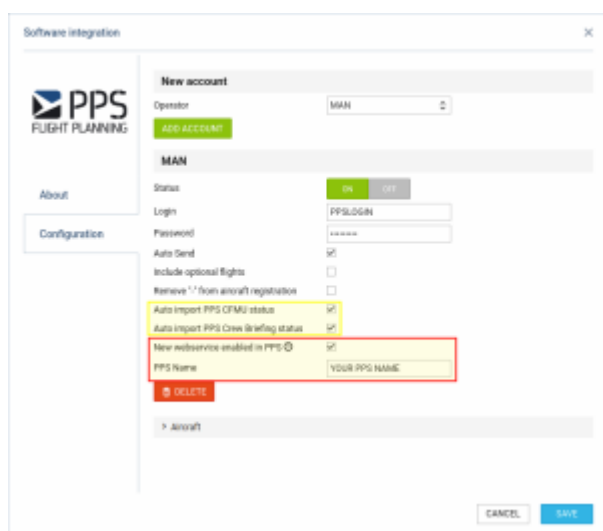 Software integration
×
PPS
FLIGHT PLANNING
About
Configuration
New account
Operator MAN
ADD ACCOUNT
MAN
Status ON OFF
Login PPSLOGIN
Password ••••••
Auto Send
Include optional flights
Remove "-" from aircraft registration
Auto import PPS CFMU status
Auto import PPS Crew Briefing status
New webservice enabled in PPS
PPS Name YOUR PPS NAME
DELETE
> Aircraft
CANCEL SAVE